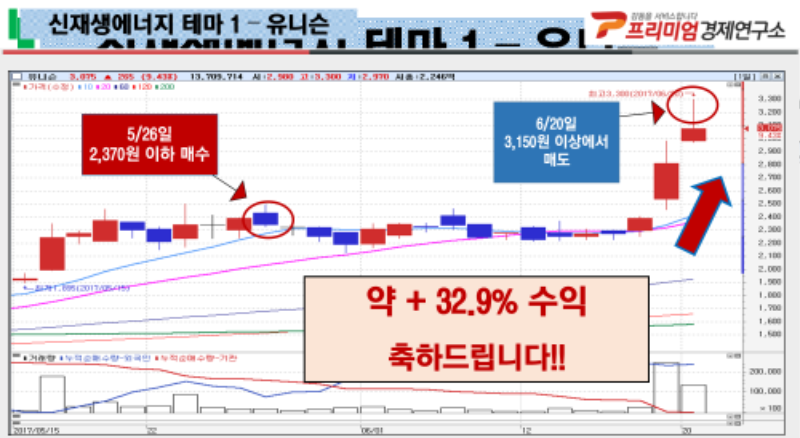 신재생에너지 테마 1 - 유니슨
감동을 서비스합니다
프리미엄경제연구소
유니슨 3,075 ▲ 265 (9.43%) 13,709,714 시:2,980 고:3,300 저:2,970 시총:2,246억
가격(수정) 10 20 60 120 200
최고3,300(2017/06/20)
5/26일
2,370원 이하 매수
6/20일
3,150원 이상에서
매도
3,300
3,200
3,075
9.43%
2,900
2,800
2,700
2,600
2,500
2,400
2,300
2,200
2,100
2,000
1,900
1,800
1,700
1,600
1,500
최저1,895(2017/05/15)
약 + 32.9% 수익
축하드립니다!!
거래량 누적순매수량-외국인 누적순매수량-기관
200,000
100,000
× 100
2017/05/15 22 06/01 12 20